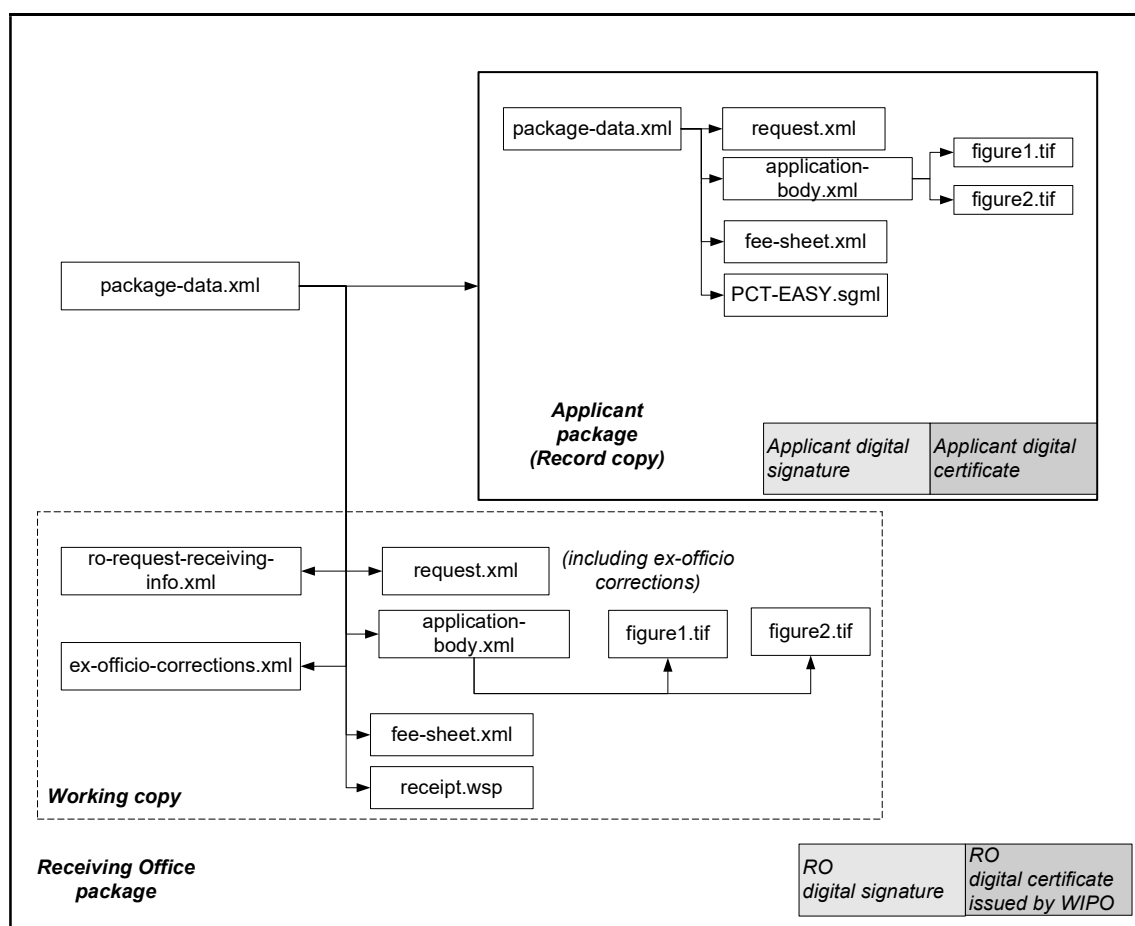 package-data.xml
request.xml
application-
body.xml
figure1.tif
figure2.tif
fee-sheet.xml
PCT-EASY.sgml
Applicant
package
(Record copy)
Applicant digital
signature
Applicant digital
certificate
package-data.xml
ro-request-receiving-
info.xml
request.xml
(including ex-officio
corrections)
application-
body.xml
figure1.tif
figure2.tif
ex-officio-corrections.xml
fee-sheet.xml
receipt.wsp
Working copy
Receiving Office
package
RO
digital signature
RO
digital certificate
issued by WIPO